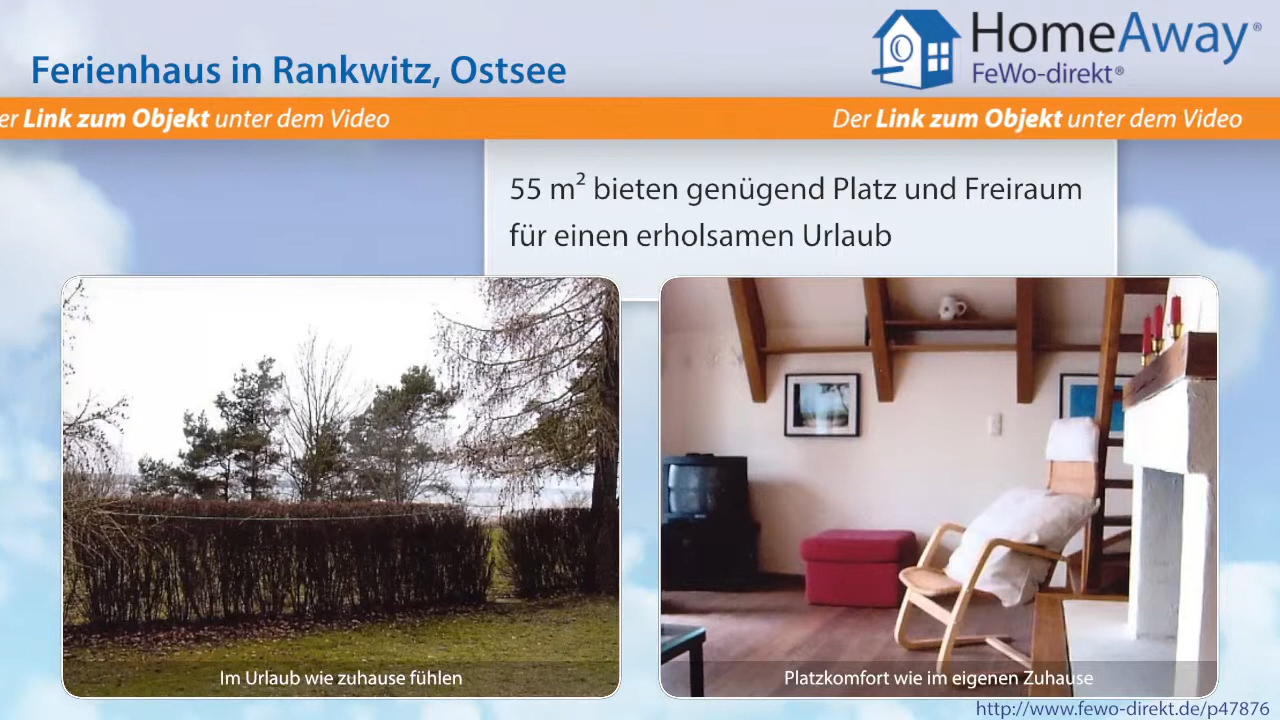 Ferienhaus in Rankwitz, Ostsee
HomeAway®
FeWo-direkt®
er Link zum Objekt unter dem Video
Der Link zum Objekt unter dem Video
55 m² bieten genügend Platz und Freiraum
für einen erholsamen Urlaub
Im Urlaub wie zuhause fühlen
Platzkomfort wie im eigenen Zuhause
http://www.fewo-direkt.de/p47876